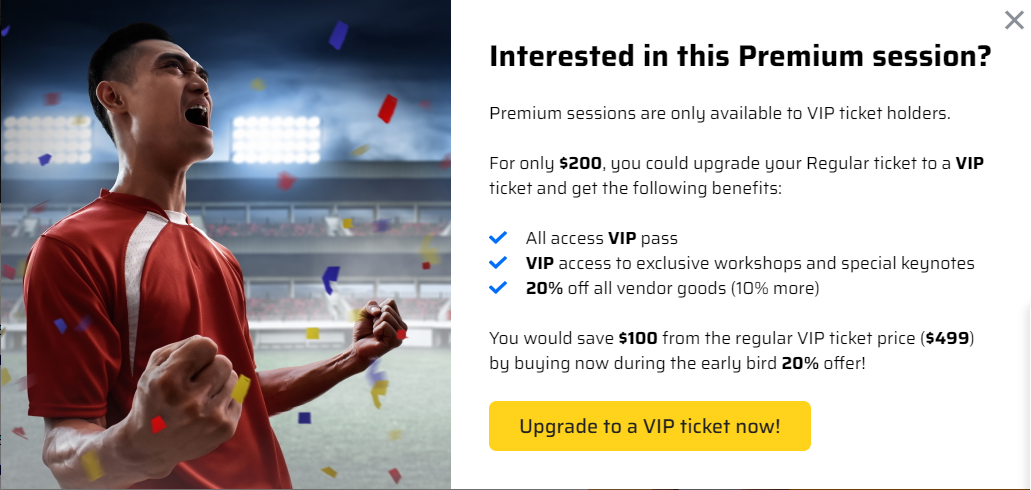 Interested in this Premium session?
Premium sessions are only available to VIP ticket holders.
For only $200, you could upgrade your Regular ticket to a VIP
ticket and get the following benefits:
All access VIP pass
VIP access to exclusive workshops and special keynotes
20% off all vendor goods (10% more)
You would save $100 from the regular VIP ticket price ($499)
by buying now during the early bird 20% offer!
Upgrade to a VIP ticket now!